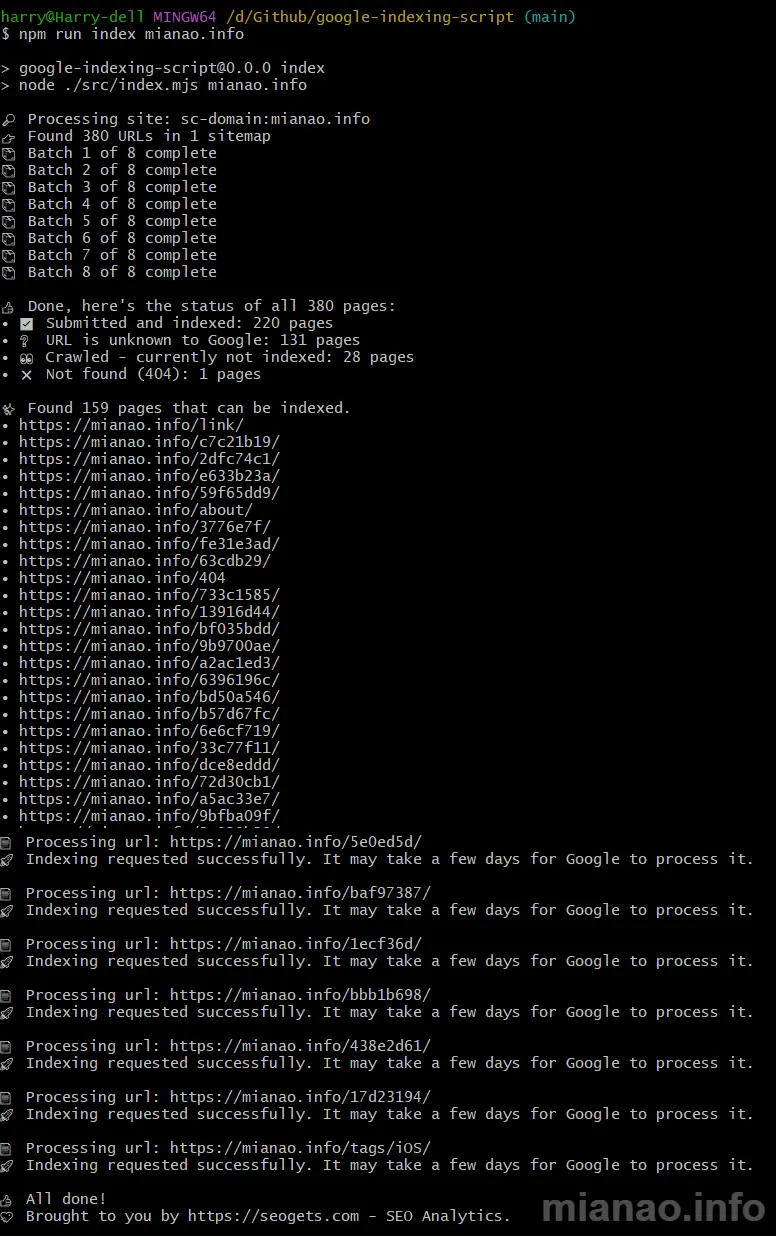 harry@Harry-dell MINGW64 /d/Github/google-indexing-script (main)
$ npm run index mianao.info
> google-indexing-script@0.0.0 index
> node ./src/index.mjs mianao.info
Processing site: sc-domain:mianao.info
Found 380 URLs in 1 sitemap
Batch 1 of 8 complete
Batch 2 of 8 complete
Batch 3 of 8 complete
Batch 4 of 8 complete
Batch 5 of 8 complete
Batch 6 of 8 complete
Batch 7 of 8 complete
Batch 8 of 8 complete
Done, here's the status of all 380 pages:
• Submitted and indexed: 220 pages
• URL is unknown to Google: 131 pages
• Crawled - currently not indexed: 28 pages
• Not found (404): 1 pages
Found 159 pages that can be indexed.
• https://mianao.info/link/
• https://mianao.info/c7c21b19/
• https://mianao.info/2dfc74c1/
• https://mianao.info/e633b23a/
• https://mianao.info/59f65dd9/
• https://mianao.info/about/
• https://mianao.info/3776e7f/
• https://mianao.info/fe31e3ad/
• https://mianao.info/63cdb29/
• https://mianao.info/404
• https://mianao.info/733c1585/
• https://mianao.info/13916d44/
• https://mianao.info/bf035bdd/
• https://mianao.info/9b9700ae/
• https://mianao.info/a2ac1ed3/
• https://mianao.info/6396196c/
• https://mianao.info/bd50a546/
• https://mianao.info/b57d67fc/
• https://mianao.info/6e6cf719/
• https://mianao.info/33c77f11/
• https://mianao.info/dce8eddd/
• https://mianao.info/72d30cb1/
• https://mianao.info/a5ac33e7/
• https://mianao.info/9bfba09f/
Processing url: https://mianao.info/5e0ed5d/
Indexing requested successfully. It may take a few days for Google to process it.
Processing url: https://mianao.info/baf97387/
Indexing requested successfully. It may take a few days for Google to process it.
Processing url: https://mianao.info/1ecf36d/
Indexing requested successfully. It may take a few days for Google to process it.
Processing url: https://mianao.info/bbb1b698/
Indexing requested successfully. It may take a few days for Google to process it.
Processing url: https://mianao.info/438e2d61/
Indexing requested successfully. It may take a few days for Google to process it.
Processing url: https://mianao.info/17d23194/
Indexing requested successfully. It may take a few days for Google to process it.
Processing url: https://mianao.info/tags/iOS/
Indexing requested successfully. It may take a few days for Google to process it.
All done!
Brought to you by https://seogets.com - SEO Analytics.
mianao.info